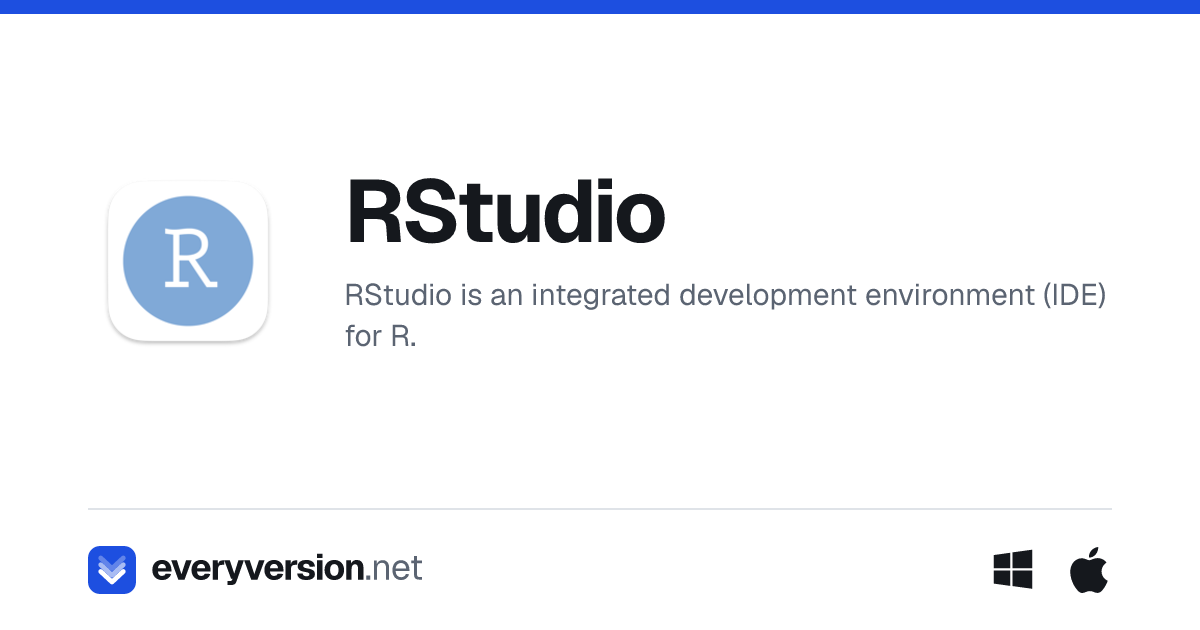 R
RStudio
RStudio is an integrated development environment (IDE)
for R.
everyversion.net